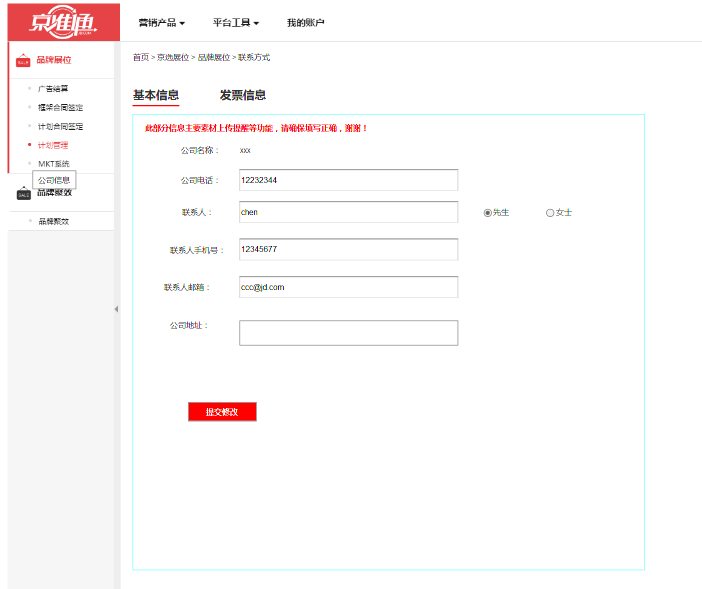 京准通
营销产品
平台工具
我的账户
SALE
品牌展位
广告结算
框架合同鉴定
计划合同鉴定
计划管理
MKT系统
公司信息
SALE
品牌聚效
品牌聚效
首页 > 京选展位 > 品牌展位 > 联系方式
基本信息
发票信息
此部分信息主要素材上传提醒等功能，请确保填写正确，谢谢！
公司名称： xxx
公司电话： 12232344
联系人： chen 先生 女士
联系人手机号： 12345677
联系人邮箱： ccc@jd.com
公司地址：
提交修改